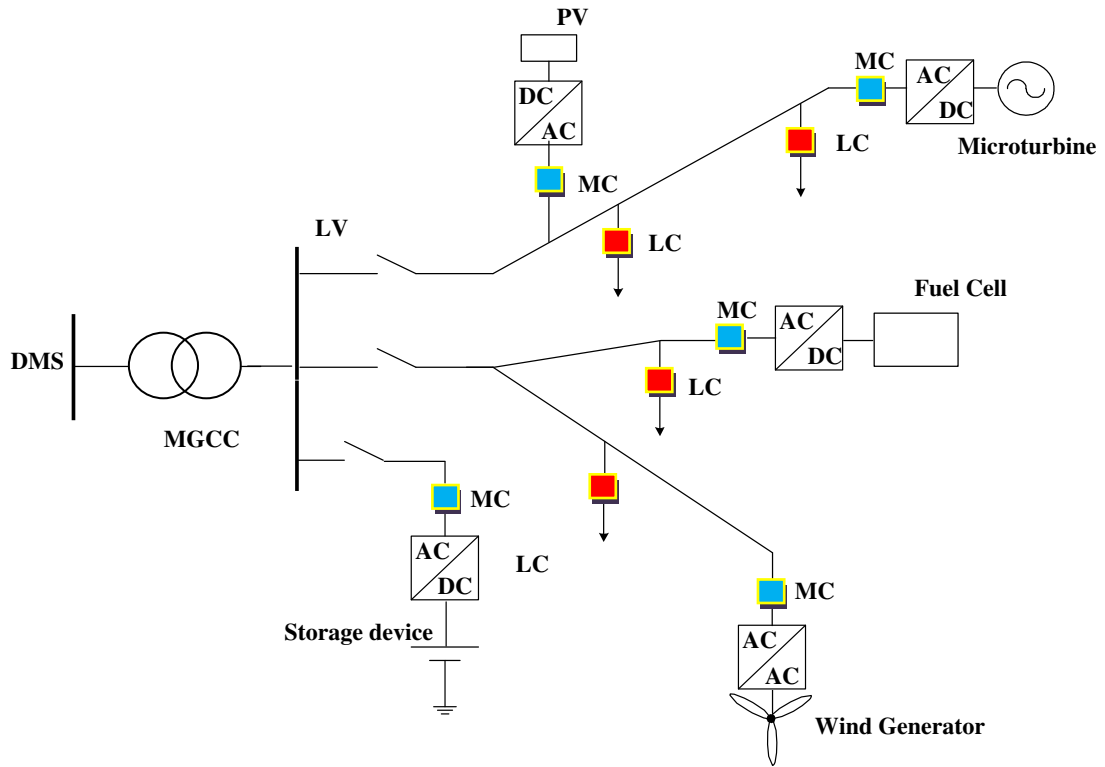 PV
MC
AC
DC
DC
AC
LC
Microturbine
MC
LV
LC
Fuel Cell
MC
AC
DC
DMS
LC
MGCC
MC
AC
DC
LC
MC
Storage device
AC
AC
Wind Generator